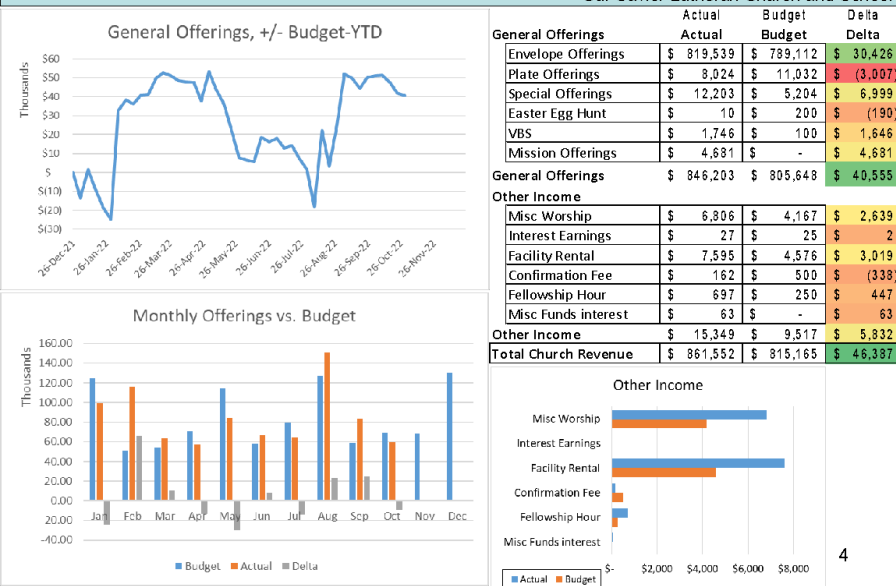 General Offerings, +/- Budget-YTD
Thousands
$60
$50
$40
$30
$20
$10
$
$(10)
$(20)
$(30)
26-Dec-21
26-Jan-22
26-Feb-22
26-Mar-22
26-Apr-22
26-May-22
26-Jun-22
26-Jul-22
26-Aug-22
26-Sep-22
26-Oct-22
26-Nov-22
Actual Budget Delta
General Offerings Actual Budget Delta
Envelope Offerings $ 819,539 $ 789,112 $ 30,426
Plate Offerings $ 8,024 $ 11,032 $ (3,007)
Special Offerings $ 12,203 $ 5,204 $ 6,999
Easter Egg Hunt $ 10 $ 200 $ (190)
VBS $ 1,746 $ 100 $ 1,646
Mission Offerings $ 4,681 $ - $ 4,681
General Offerings $ 846,203 $ 805,648 $ 40,555
Other Income
Misc Worship $ 6,806 $ 4,167 $ 2,639
Interest Earnings $ 27 $ 25 $ 2
Facility Rental $ 7,595 $ 4,576 $ 3,019
Confirmation Fee $ 162 $ 500 $ (338)
Fellowship Hour $ 697 $ 250 $ 447
Misc Funds interest $ 63 $ - $ 63
Other Income $ 15,349 $ 9,517 $ 5,832
Total Church Revenue $ 861,552 $ 815,165 $ 46,387
Monthly Offerings vs. Budget
Thousands
160.00
140.00
120.00
100.00
80.00
60.00
40.00
20.00
0.00
20.00
-40.00
Jan Feb Mar Apr May Jun Jul Aug Sep Oct Nov Dec
Budget Actual Delta
Other Income
Misc Worship
Interest Earnings
Facility Rental
Confirmation Fee
Fellowship Hour
Misc Funds interest
$- $2,000 $4,000 $6,000 $8,000
Actual Budget
4